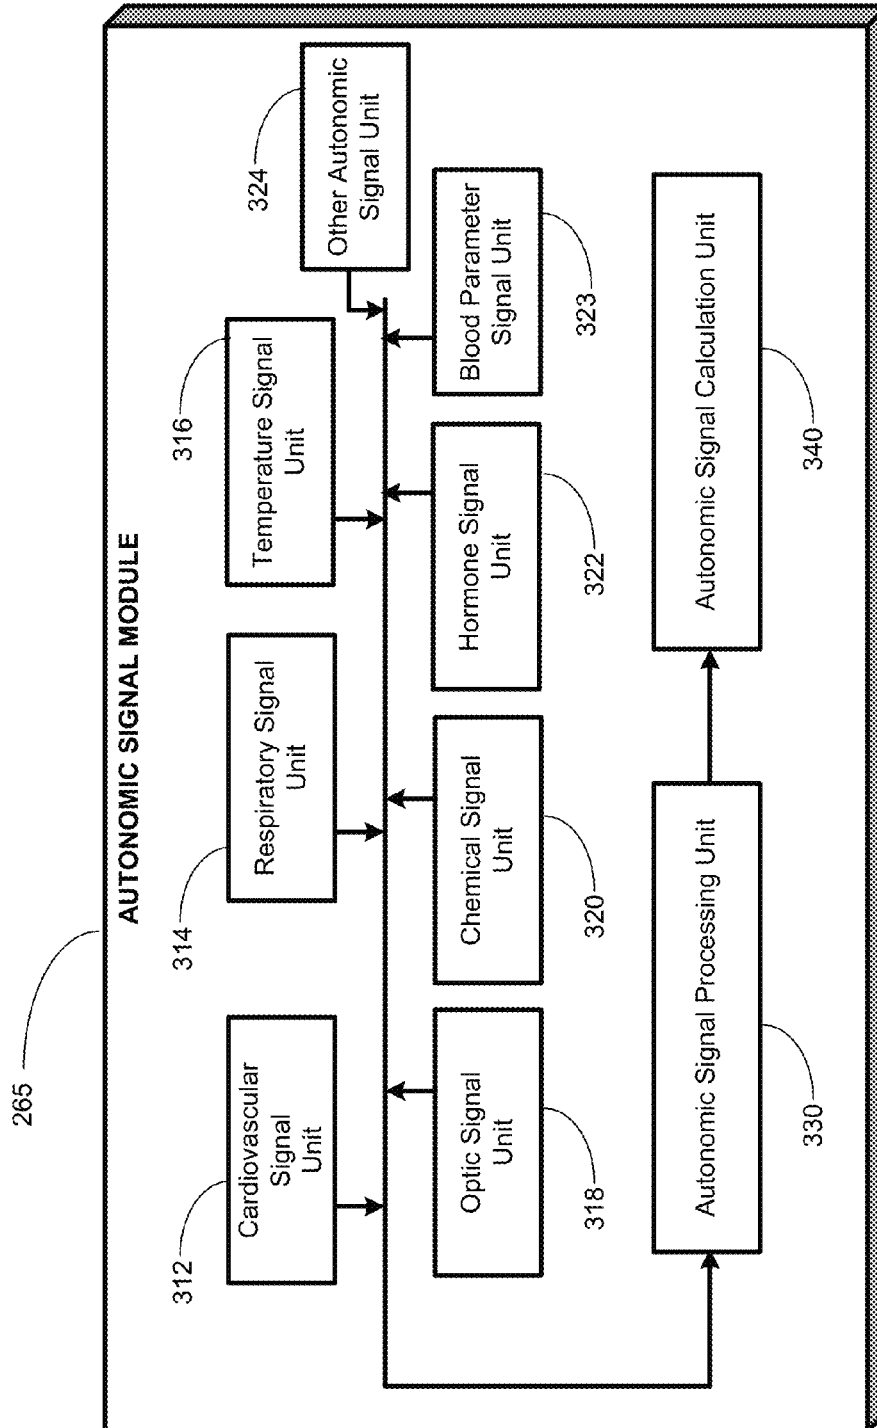 265
AUTONOMIC SIGNAL MODULE
312
Cardiovascular
Signal
Unit
314
Respiratory Signal
Unit
316
Temperature Signal
Unit
324
Other Autonomic
Signal Unit
318
Optic Signal
Unit
320
Chemical Signal
Unit
322
Hormone Signal
Unit
323
Blood Parameter
Signal Unit
Autonomic Signal Processing Unit
330
Autonomic Signal Calculation Unit
340